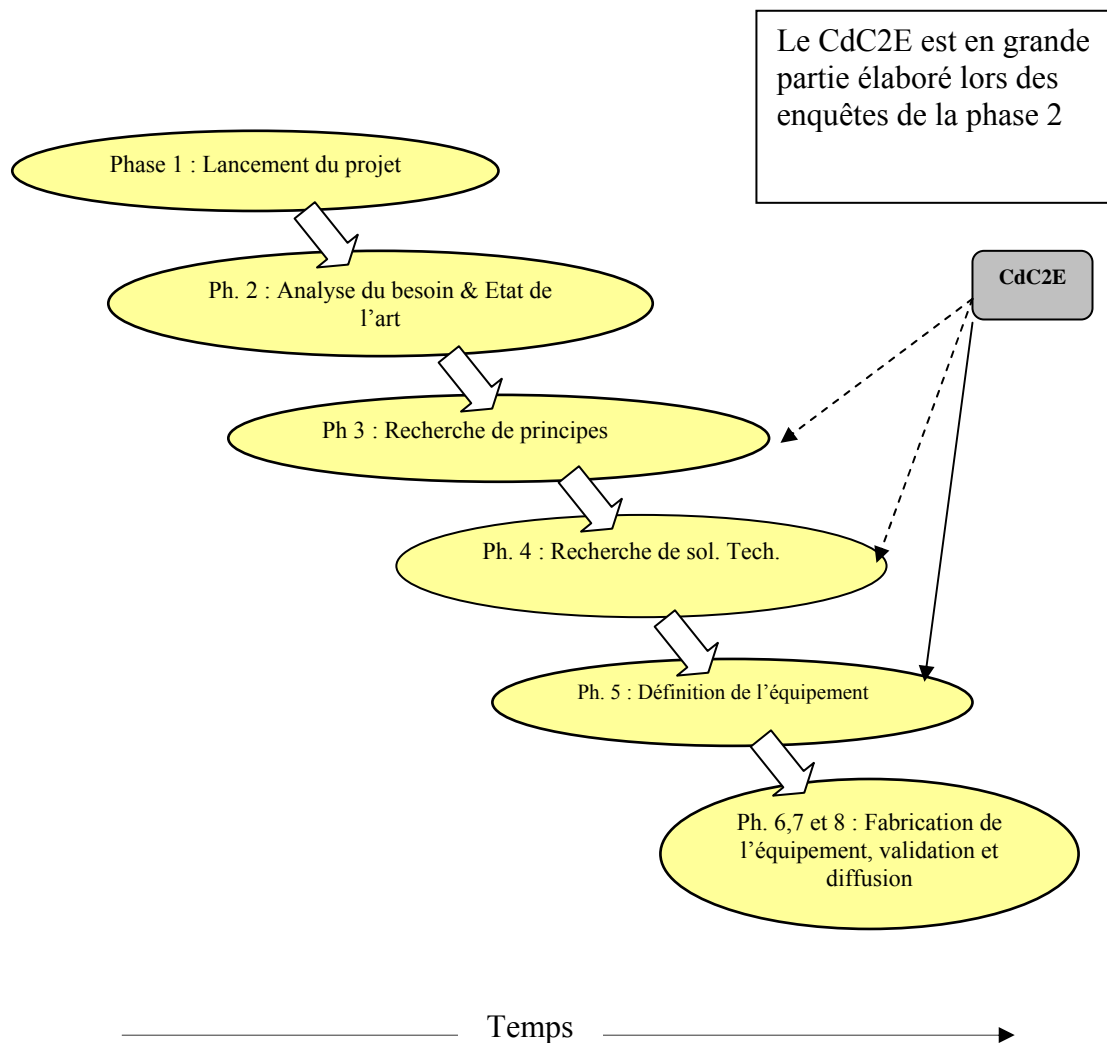 Le CdC2E est en grande
partie élaboré lors des
enquêtes de la phase 2
Phase 1 : Lancement du projet
Ph. 2 : Analyse du besoin & Etat de
l’art
CdC2E
Ph 3 : Recherche de principes
Ph. 4 : Recherche de sol. Tech.
Ph. 5 : Définition de l’équipement
Ph. 6,7 et 8 : Fabrication de
l’équipement, validation et
diffusion
Temps